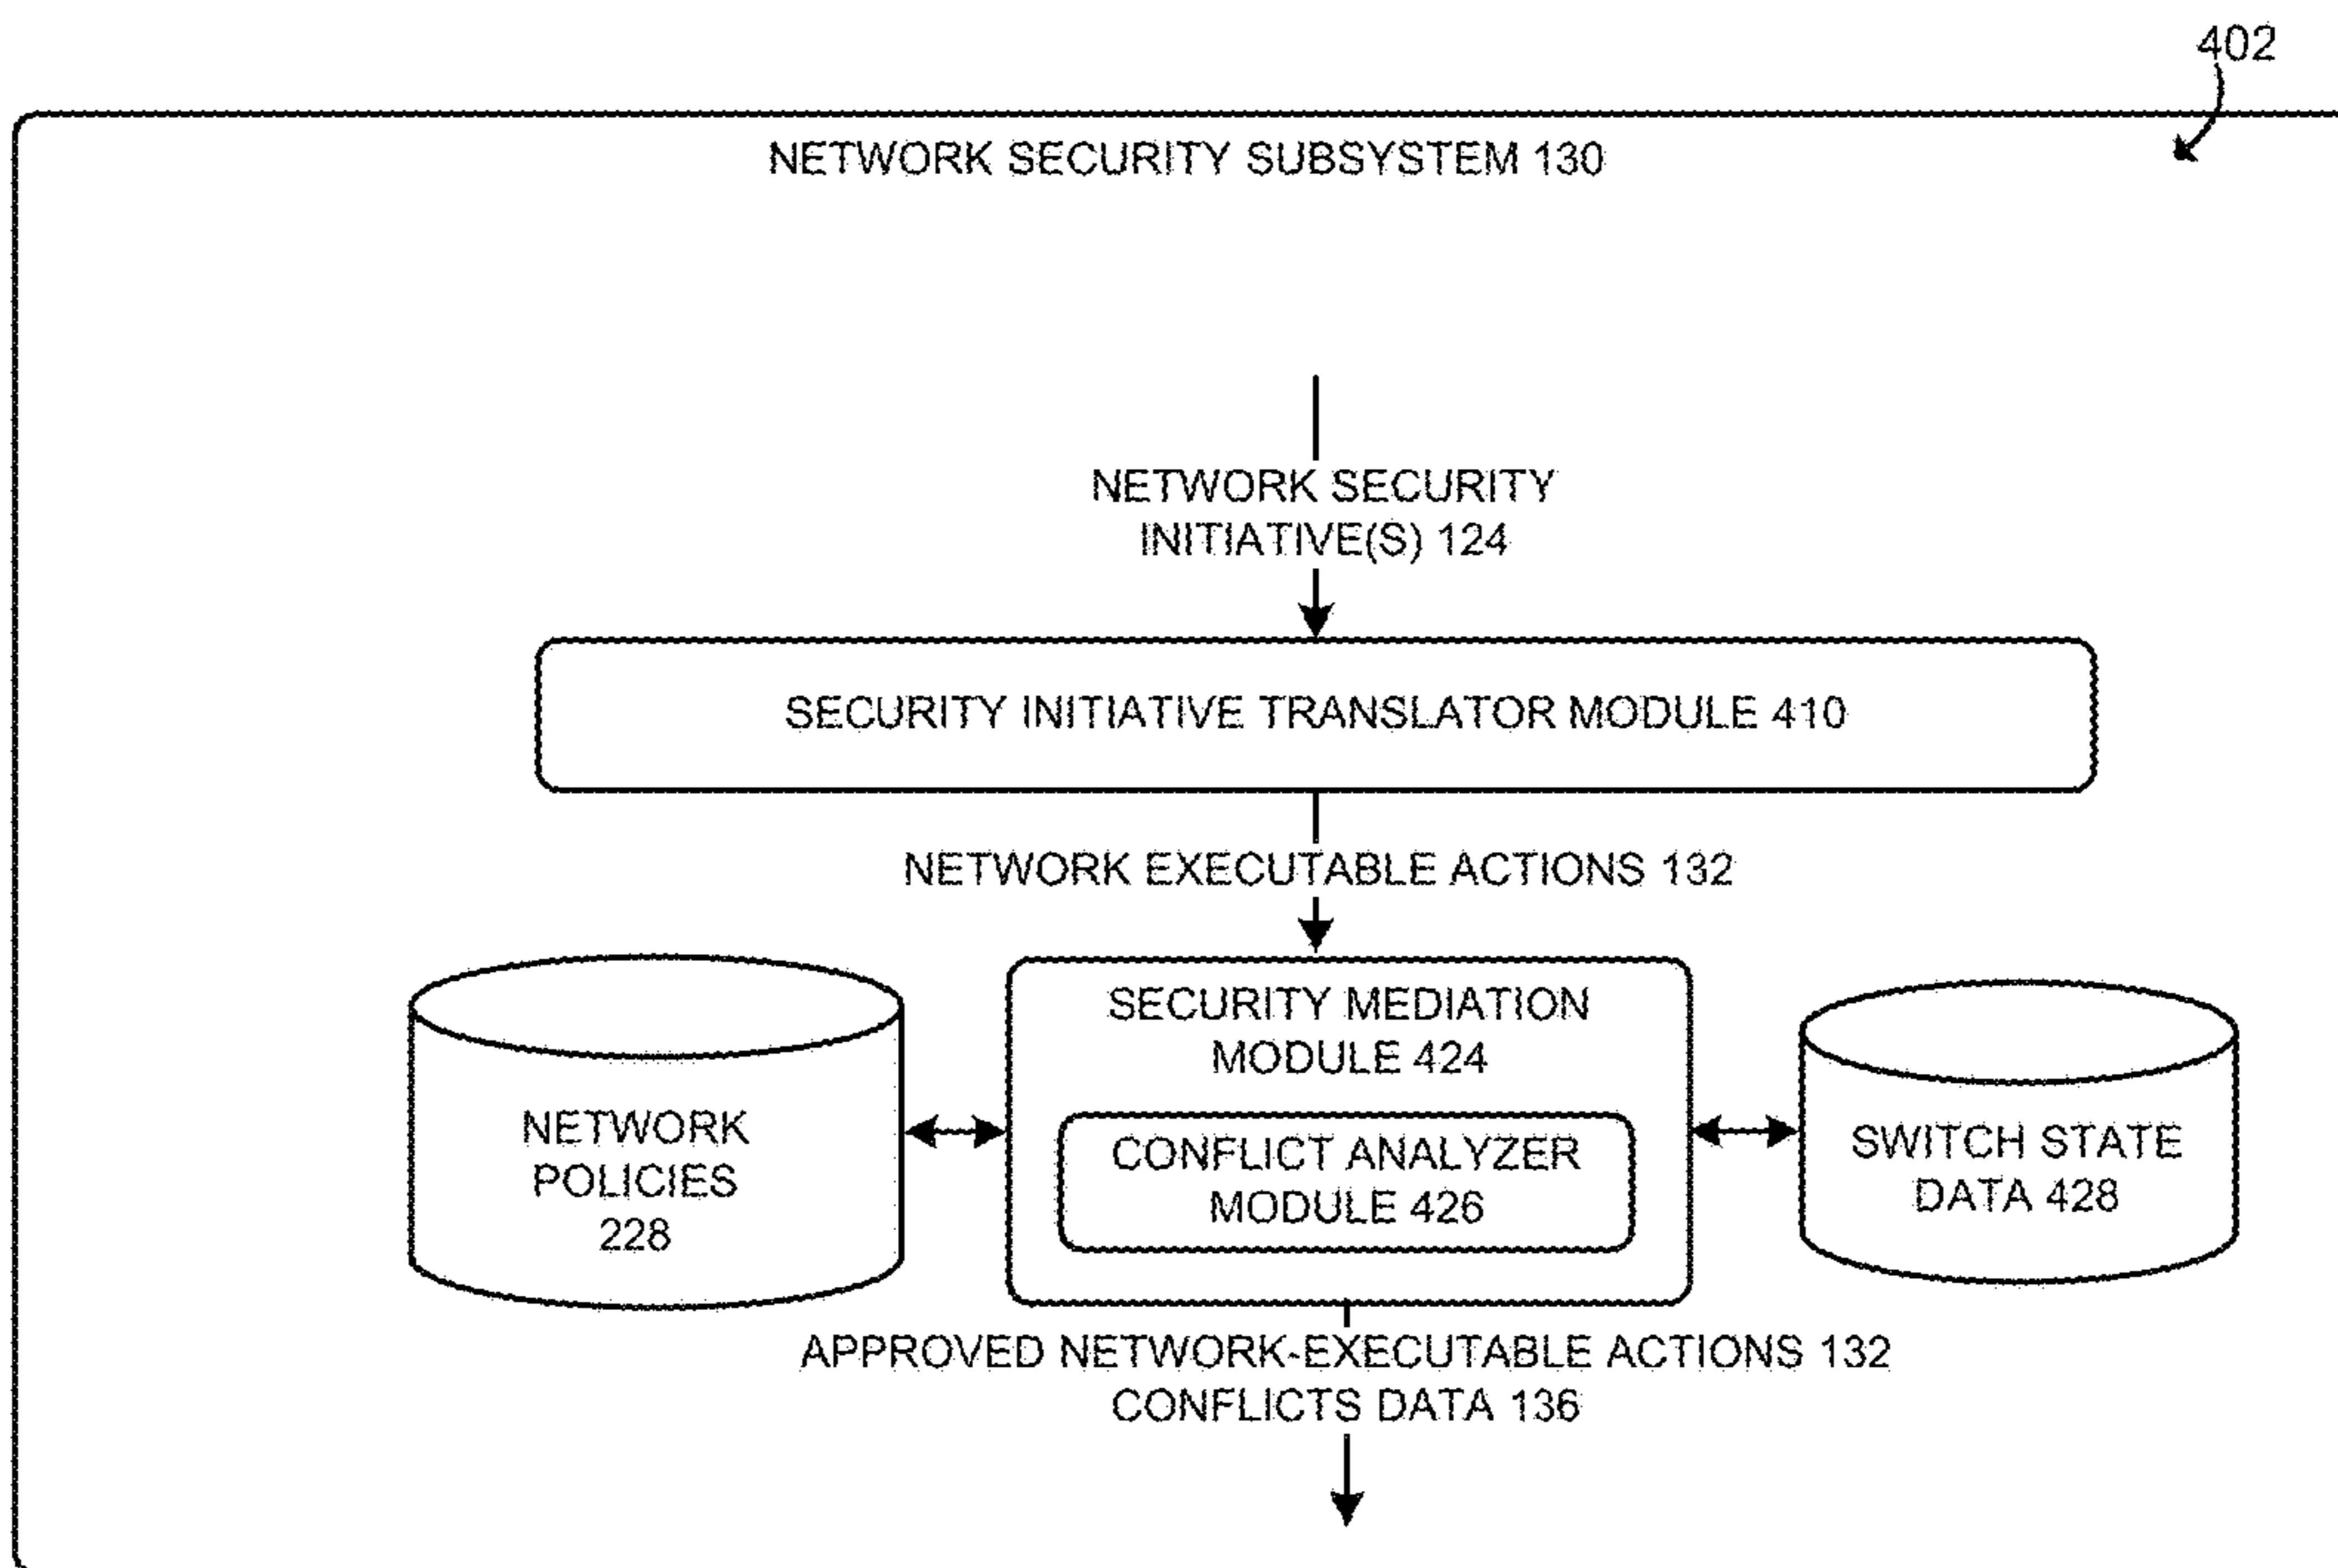 402
NETWORK SECURITY SUBSYSTEM 130
NETWORK SECURITY
INITIATIVE(S) 124
SECURITY INITIATIVE TRANSLATOR MODULE 410
NETWORK EXECUTABLE ACTIONS 132
NETWORK
POLICIES
228
SECURITY MEDIATION
MODULE 424
CONFLICT ANALYZER
MODULE 426
SWITCH STATE
DATA 428
APPROVED NETWORK-EXECUTABLE ACTIONS 132
CONFLICTS DATA 136